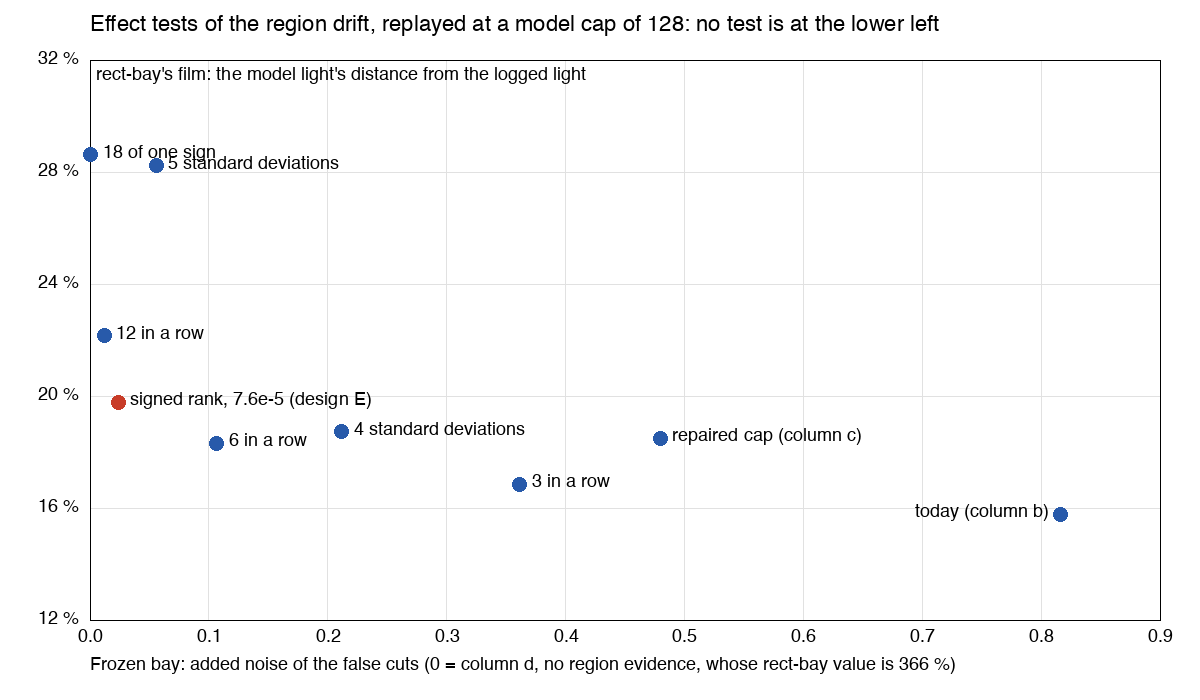 Effect tests of the region drift, replayed at a model cap of 128: no test is at the lower left
32 %
rect-bay's film: the model light's distance from the logged light
18 of one sign
5 standard deviations
28 %
24 %
12 in a row
20 %
signed rank, 7.6e-5 (design E)
4 standard deviations
6 in a row
repaired cap (column c)
3 in a row
16 %
today (column b)
12 %
0.0 0.1 0.2 0.3 0.4 0.5 0.6 0.7 0.8 0.9
Frozen bay: added noise of the false cuts (0 = column d, no region evidence, whose rect-bay value is 366 %)